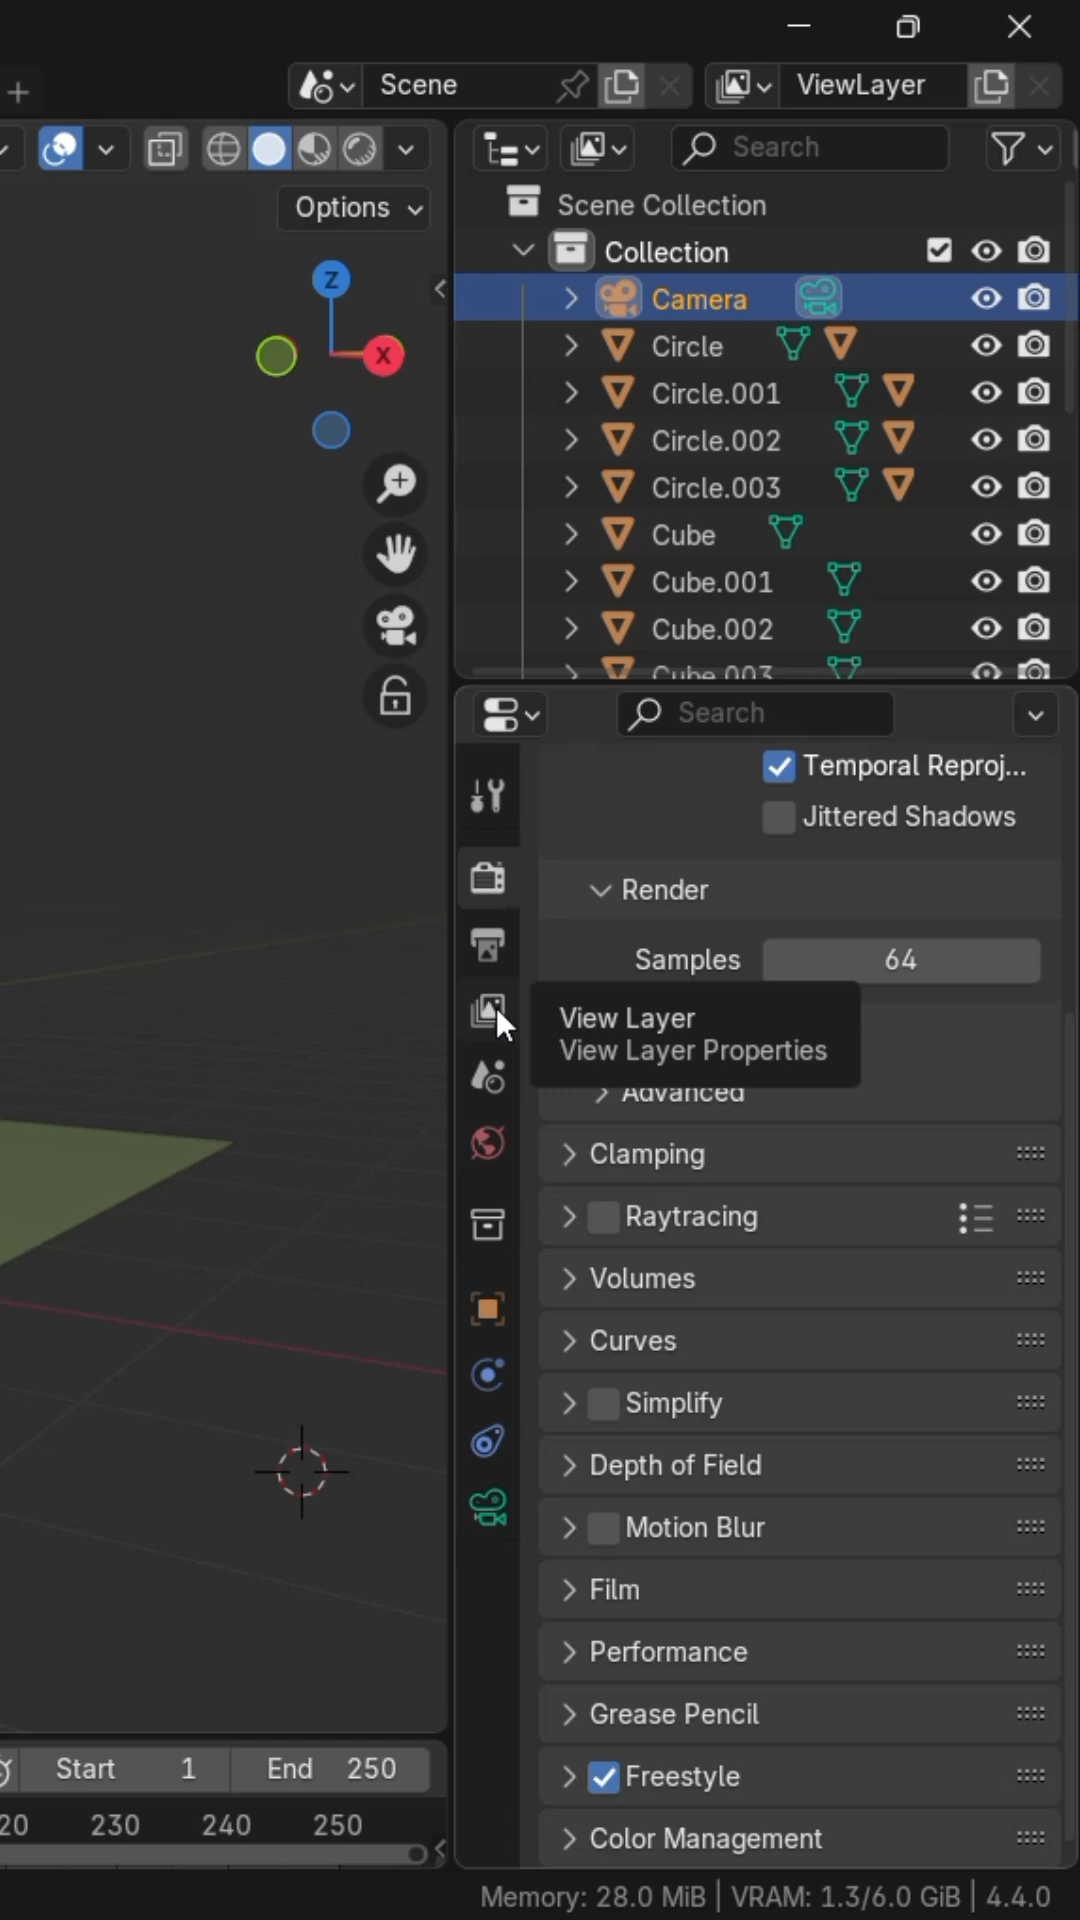 Scene
ViewLayer
Search
Options
Scene Collection
Collection
Z
X
Camera
Circle
Circle.001
Circle.002
Circle.003
Cube
Cube.001
Cube.002
Cube.003
Search
Temporal Reproj...
Jittered Shadows
Render
Samples 64
View Layer
View Layer Properties
Advanced
Clamping
Raytracing
Volumes
Curves
Simplify
Depth of Field
Motion Blur
Film
Performance
Grease Pencil
Freestyle
Color Management
Start 1 End 250
20 230 240 250
Memory: 28.0 MiB | VRAM: 1.3/6.0 GiB | 4.4.0